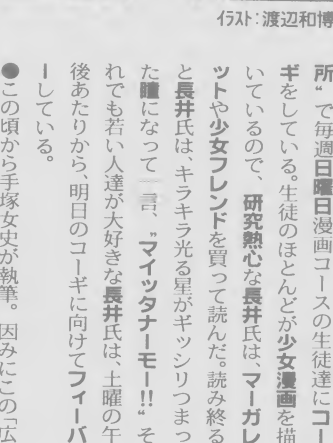 イラスト:渡辺和博
所〝で毎週日曜日漫画コースの生徒達にコー
ギをしている。生徒のほとんどが少女漫画を描
いているので、研究熱心な長井氏は、マーガレ
ットや少女フレンドを買って読んだ。読み終る
と長井氏は、キラキラ光る星がギッシリつまっ
た瞳になって一言、〝マイッタナーモー!!〟そ
れでも若い人達が大好きな長井氏は、土曜の午
後あたりから、明日のコーギに向けてフィーバ
ーしている。
●この頃から手塚女史が執筆。因みにこの「広